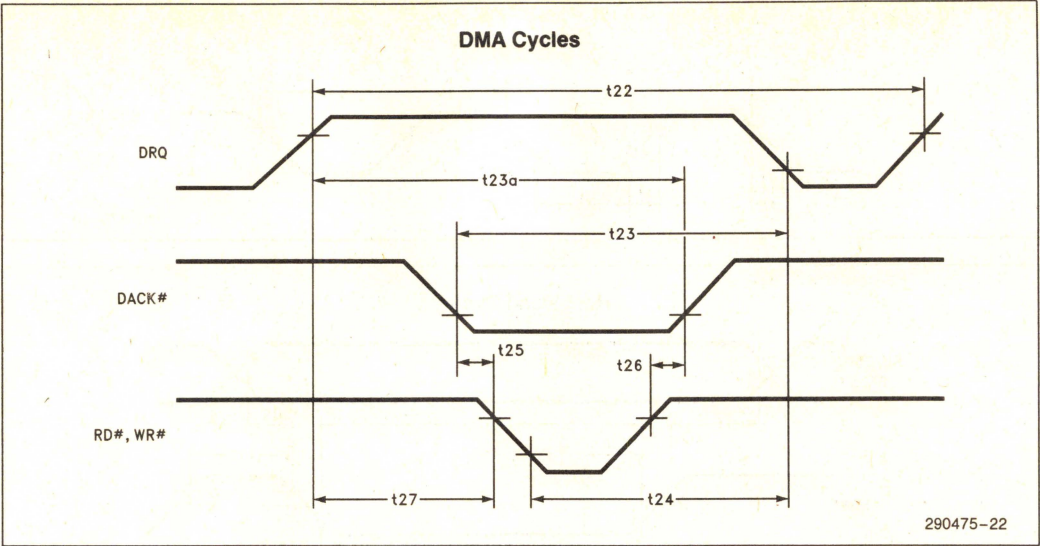 DMA Cycles
t22
DRQ
t23a
t23
DACK#
t25
t26
RD#, WR#
t27
t24
290475-22